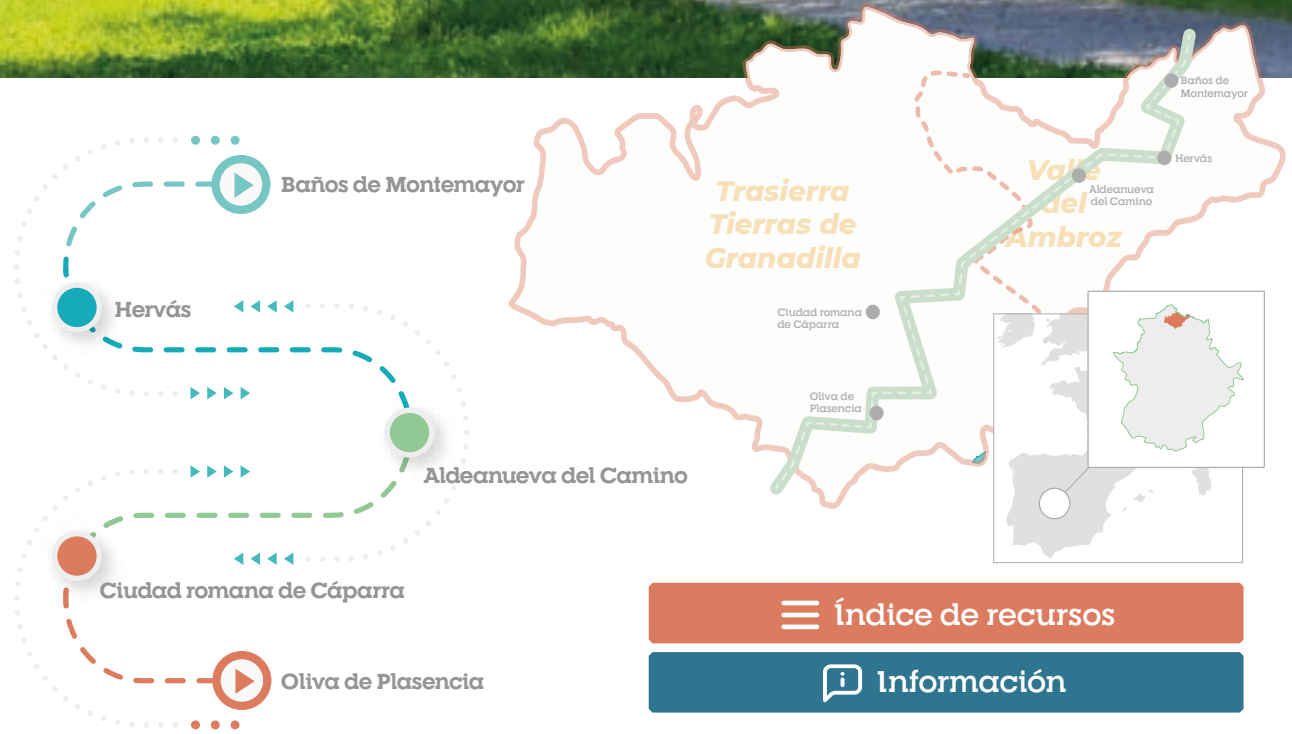 Baños de Montemayor
Hervás
Aldeanueva del Camino
Ciudad romana de Cáparra
Oliva de Plasencia
Trasierra
Tierras de
Granadilla
Valle
del
Ambroz
Baños de
Montemayor
Hervás
Aldeanueva
del Camino
Ciudad romana
de Cáparra
Oliva de
Plasencia
Índice de recursos
Información